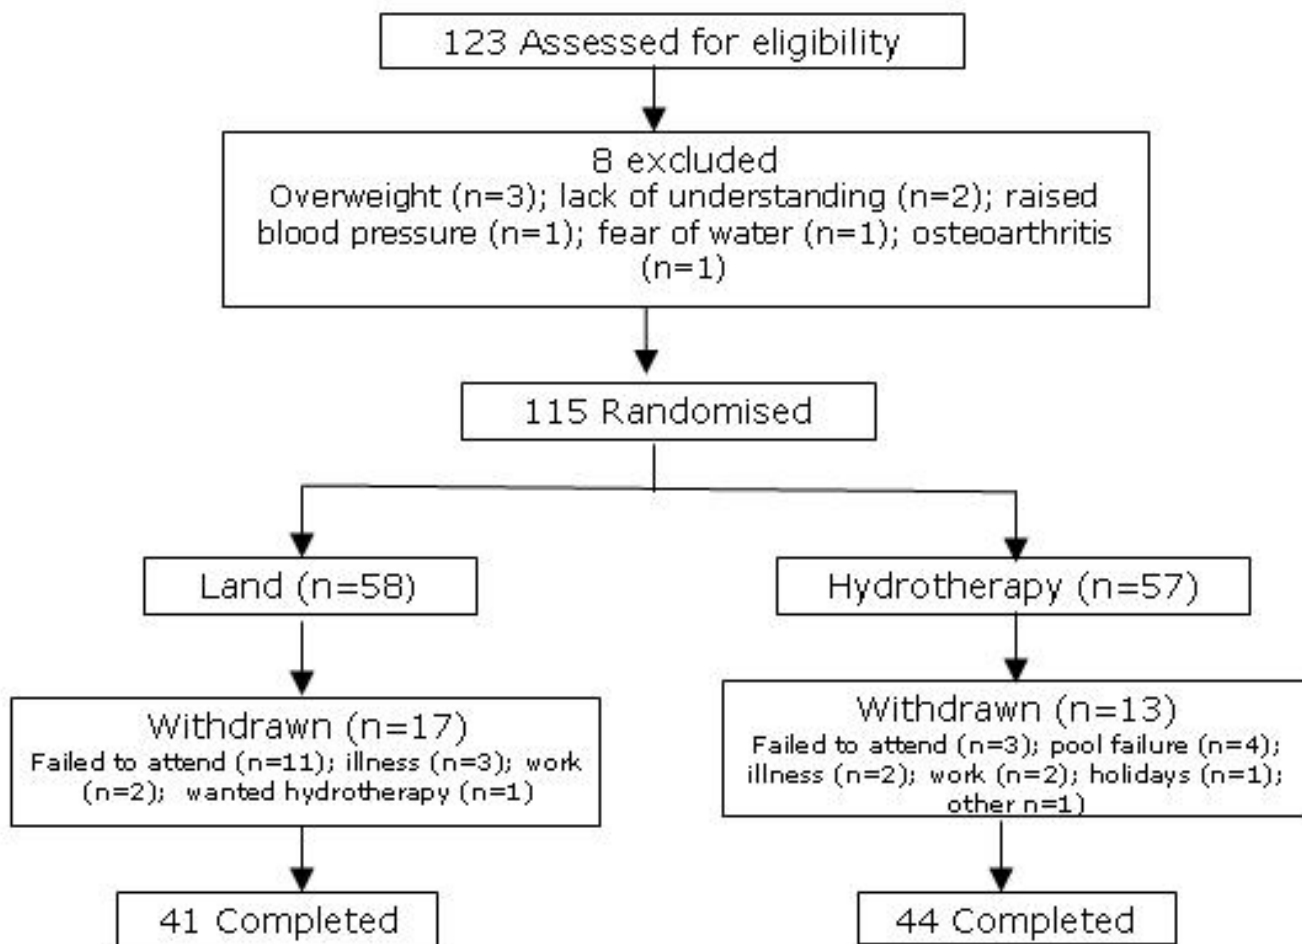 123 Assessed for eligibility
8 excluded
Overweight (n=3); lack of understanding (n=2); raised
blood pressure (n=1); fear of water (n=1); osteoarthritis
(n=1)
115 Randomised
Land (n=58)
Hydrotherapy (n=57)
Withdrawn (n=17)
Failed to attend (n=11); illness (n=3); work
(n=2); wanted hydrotherapy (n=1)
Withdrawn (n=13)
Failed to attend (n=3); pool failure (n=4);
illness (n=2); work (n=2); holidays (n=1);
other n=1)
41 Completed
44 Completed